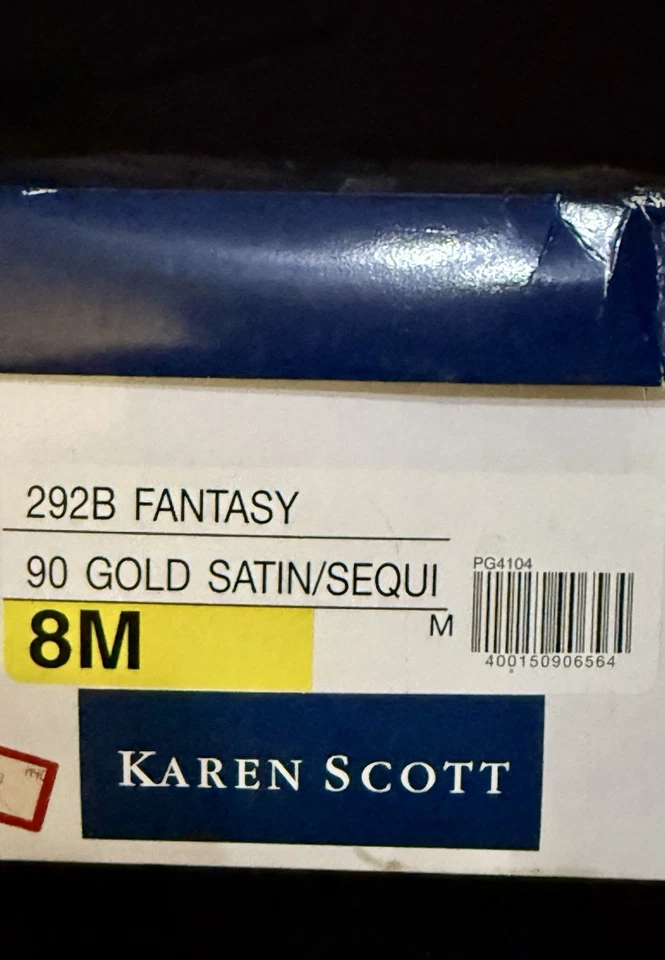 292B FANTASY
90 GOLD SATIN/SEQUI
8M
M
PG4104
400150906564
KAREN SCOTT